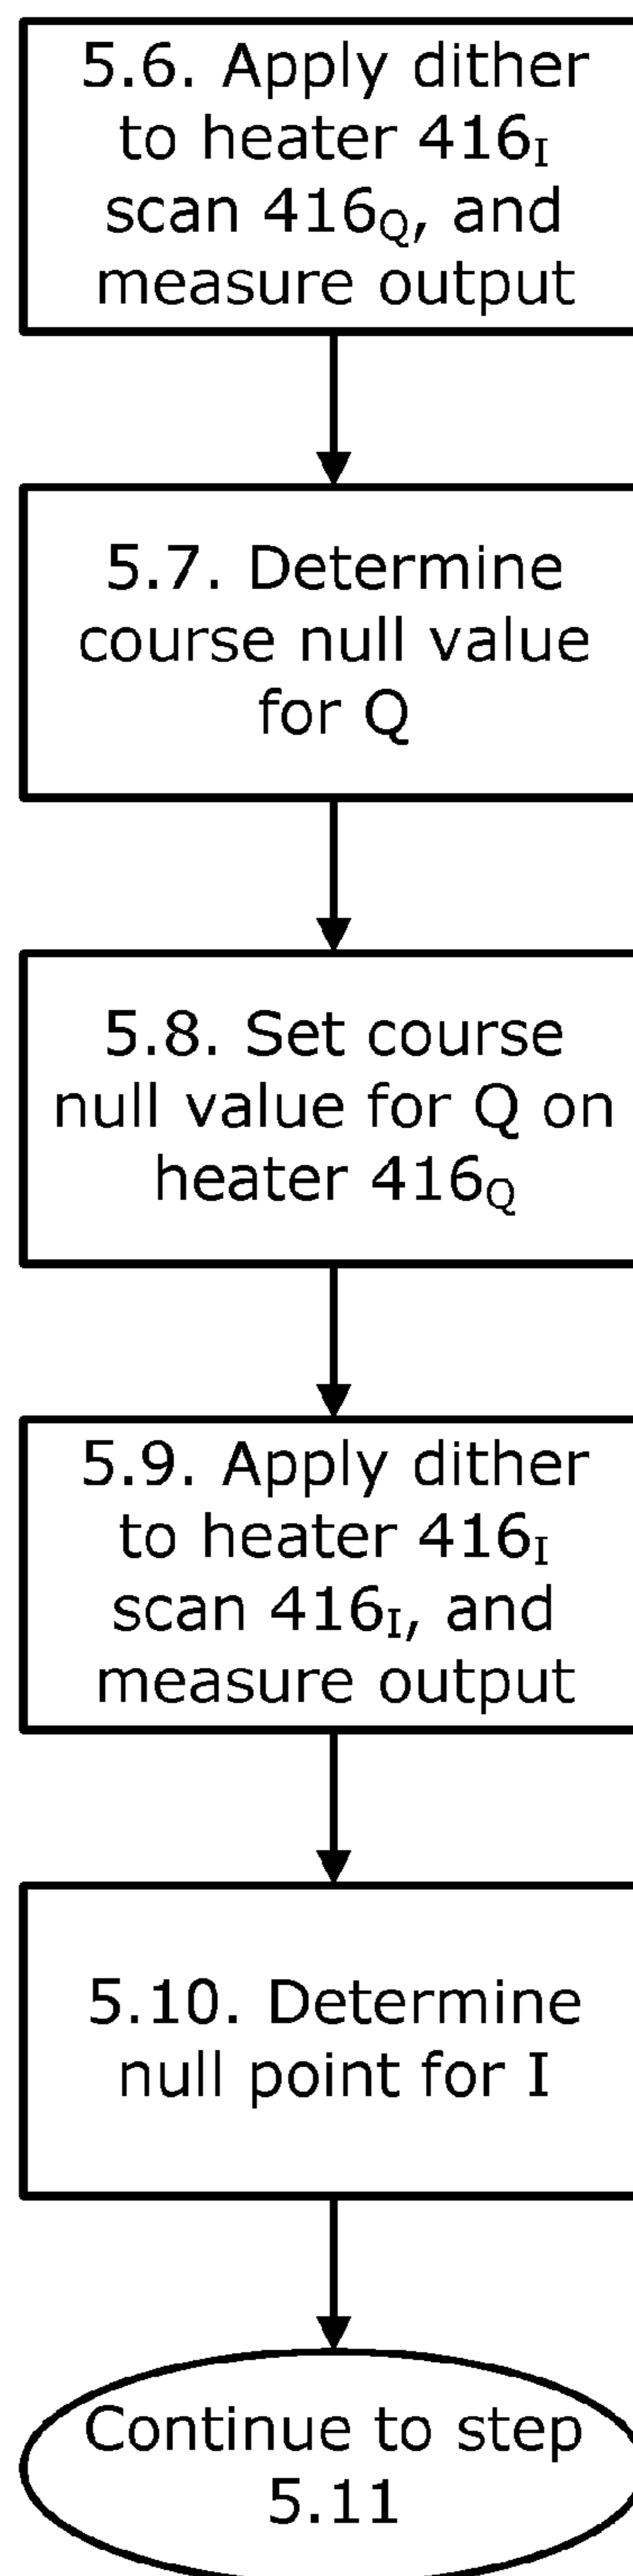 5.6. Apply dither
to heater 416I
scan 416Q, and
measure output
5.7. Determine
course null value
for Q
5.8. Set course
null value for Q on
heater 416Q
5.9. Apply dither
to heater 416I
scan 416I, and
measure output
5.10. Determine
null point for I
Continue to step
5.11